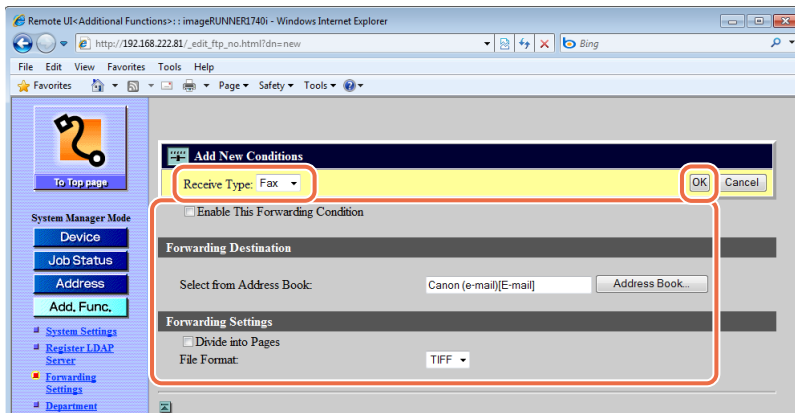 Remote UI<Additional Functions>: : imageRUNNER1740i - Windows Internet Explorer
http://192.168.222.81/_edit_ftp_no.html?dn=new
Bing
File Edit View Favorites Tools Help
Favorites Page Safety Tools
Add New Conditions
To Top page
Receive Type: Fax OK Cancel
Enable This Forwarding Condition
System Manager Mode
Device
Forwarding Destination
Job Status
Address
Select from Address Book: Canon (e-mail)[E-mail] Address Book...
Add. Func.
Forwarding Settings
System Settings
Divide into Pages
Register LDAP
Server
File Format: TIFF
Forwarding
Settings
Department